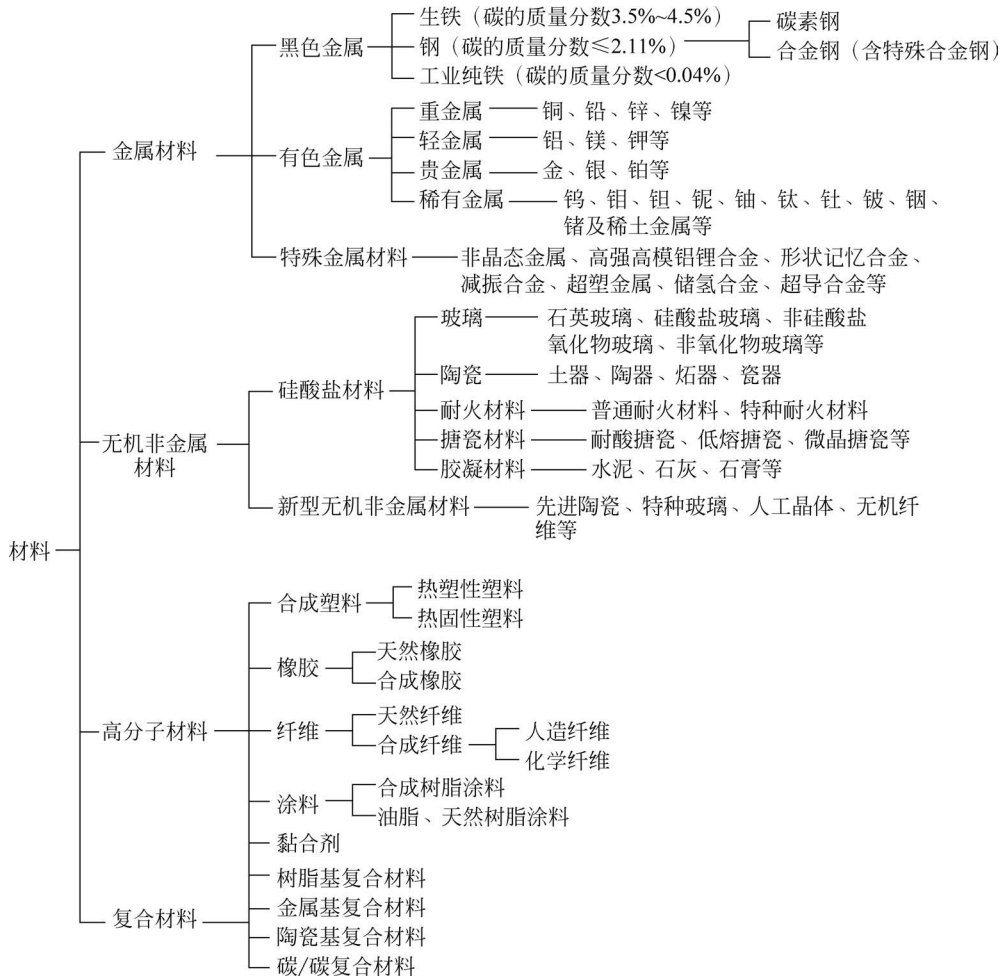 材料
金属材料
黑色金属
生铁（碳的质量分数3.5%~4.5%）
钢（碳的质量分数≤2.11%）
碳素钢
合金钢（含特殊合金钢）
工业纯铁（碳的质量分数<0.04%）
有色金属
重金属
铜、铅、锌、镍等
轻金属
铝、镁、钾等
贵金属
金、银、铂等
稀有金属
钨、钼、钽、铌、铀、钛、钍、铍、铟、
锗及稀土金属等
特殊金属材料
非晶态金属、高强高模铝锂合金、形状记忆合金、
减振合金、超塑金属、储氢合金、超导合金等
无机非金属
材料
硅酸盐材料
玻璃
石英玻璃、硅酸盐玻璃、非硅酸盐
氧化物玻璃、非氧化物玻璃等
陶瓷
土器、陶器、炻器、瓷器
耐火材料
普通耐火材料、特种耐火材料
搪瓷材料
耐酸搪瓷、低熔搪瓷、微晶搪瓷等
胶凝材料
水泥、石灰、石膏等
新型无机非金属材料
先进陶瓷、特种玻璃、人工晶体、无机纤
维等
高分子材料
合成塑料
热塑性塑料
热固性塑料
橡胶
天然橡胶
合成橡胶
纤维
天然纤维
合成纤维
人造纤维
化学纤维
涂料
合成树脂涂料
油脂、天然树脂涂料
黏合剂
复合材料
树脂基复合材料
金属基复合材料
陶瓷基复合材料
碳/碳复合材料